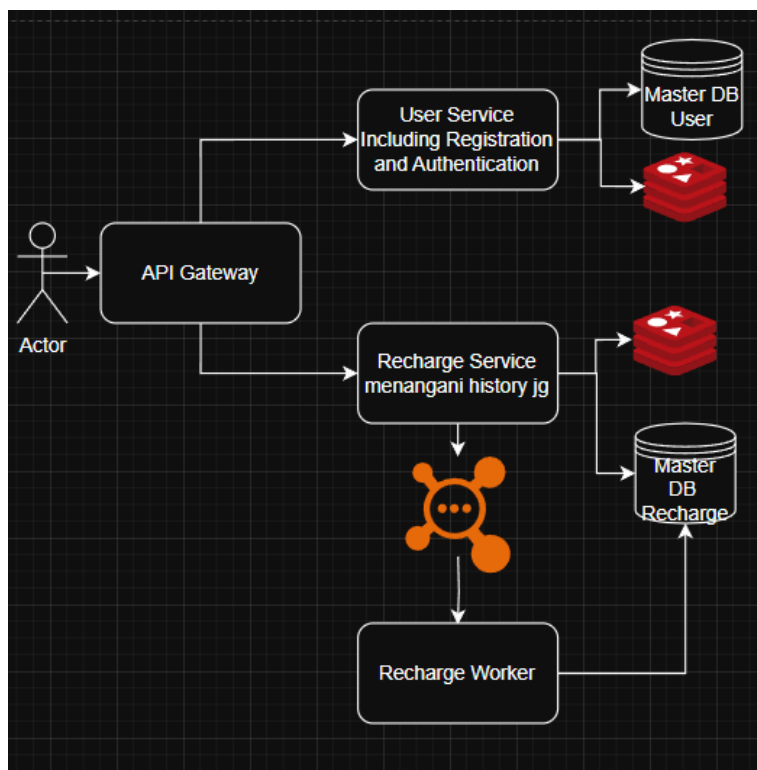 Master DB
User
User Service
Including Registration
and Authentication
API Gateway
Actor
Recharge Service
menangani history jg
Master
DB
Recharge
Recharge Worker